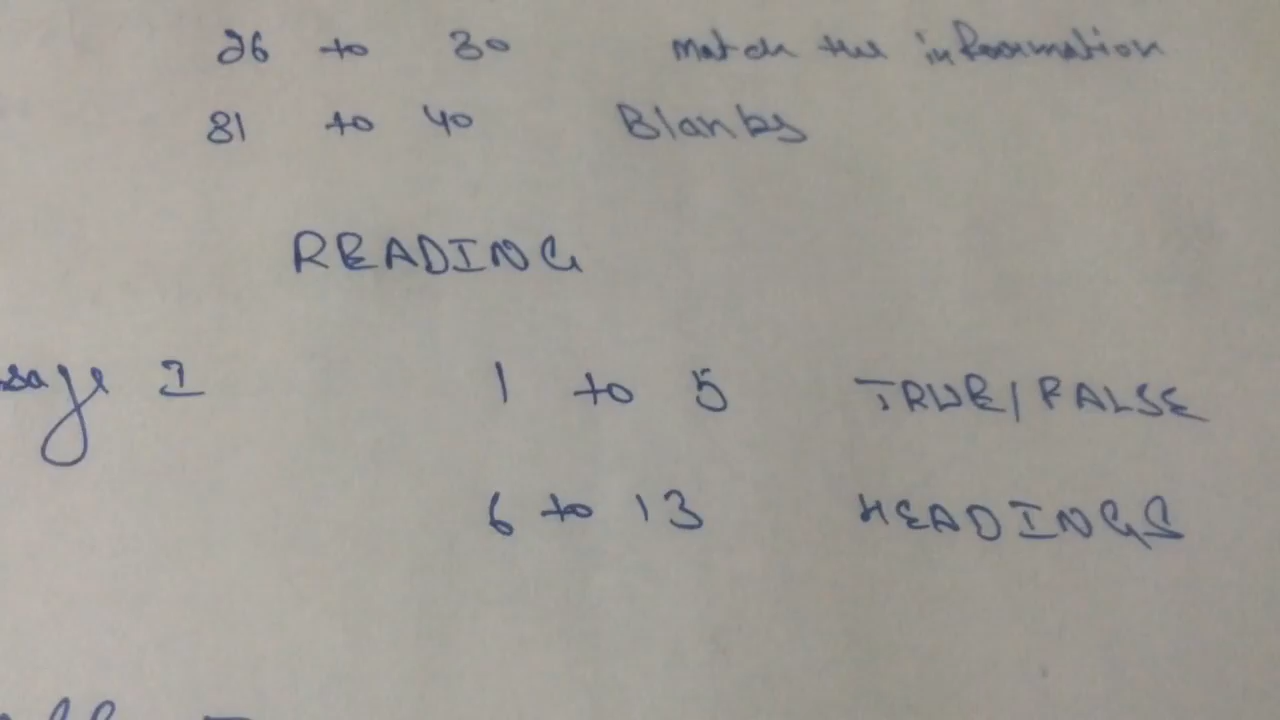 26 to 30 match the information
31 to 40 Blanks
READING
ssage I 1 to 5 TRUE/FALSE
6 to 13 HEADINGS